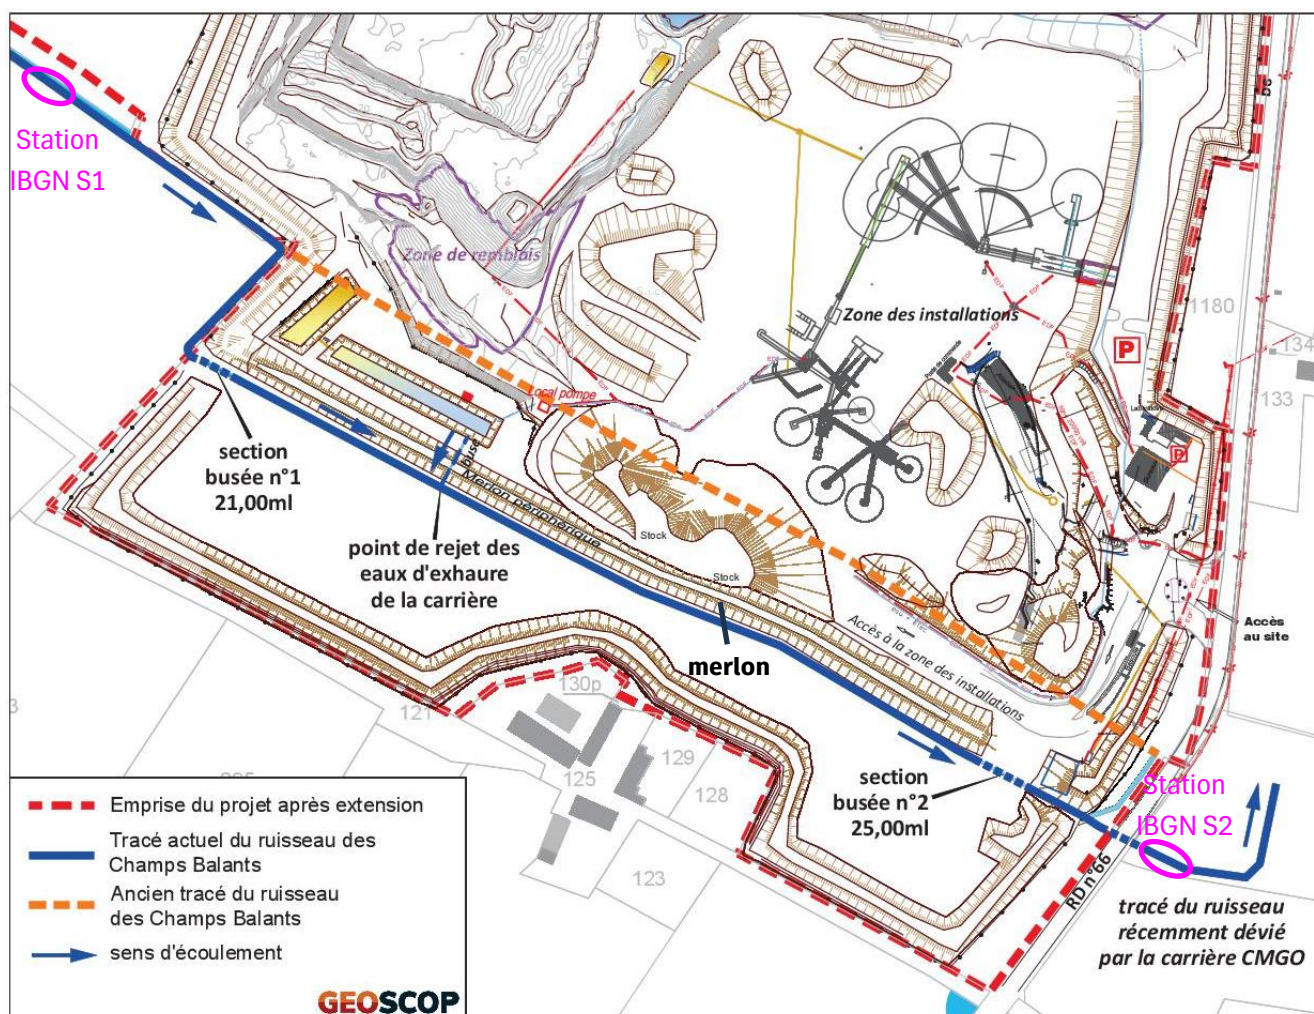 Station
IBGN S1
Zone de remblais
Zone des installations
Local pompe
buse
section
busée n°1
21,00ml
Merlon périphérique
point de rejet des
eaux d'exhaure
de la carrière
Stock
Stock
merlon
Accès à la zone des installations
Accès
au site
P
P
1180
134
133
130p
121
125
129
128
123
section
busée n°2
25,00ml
Station
IBGN S2
RD n°66
tracé du ruisseau
récemment dévié
par la carrière CMGO
Emprise du projet après extension
Tracé actuel du ruisseau des
Champs Balants
Ancien tracé du ruisseau
des Champs Balants
sens d'écoulement
GEOSCOP